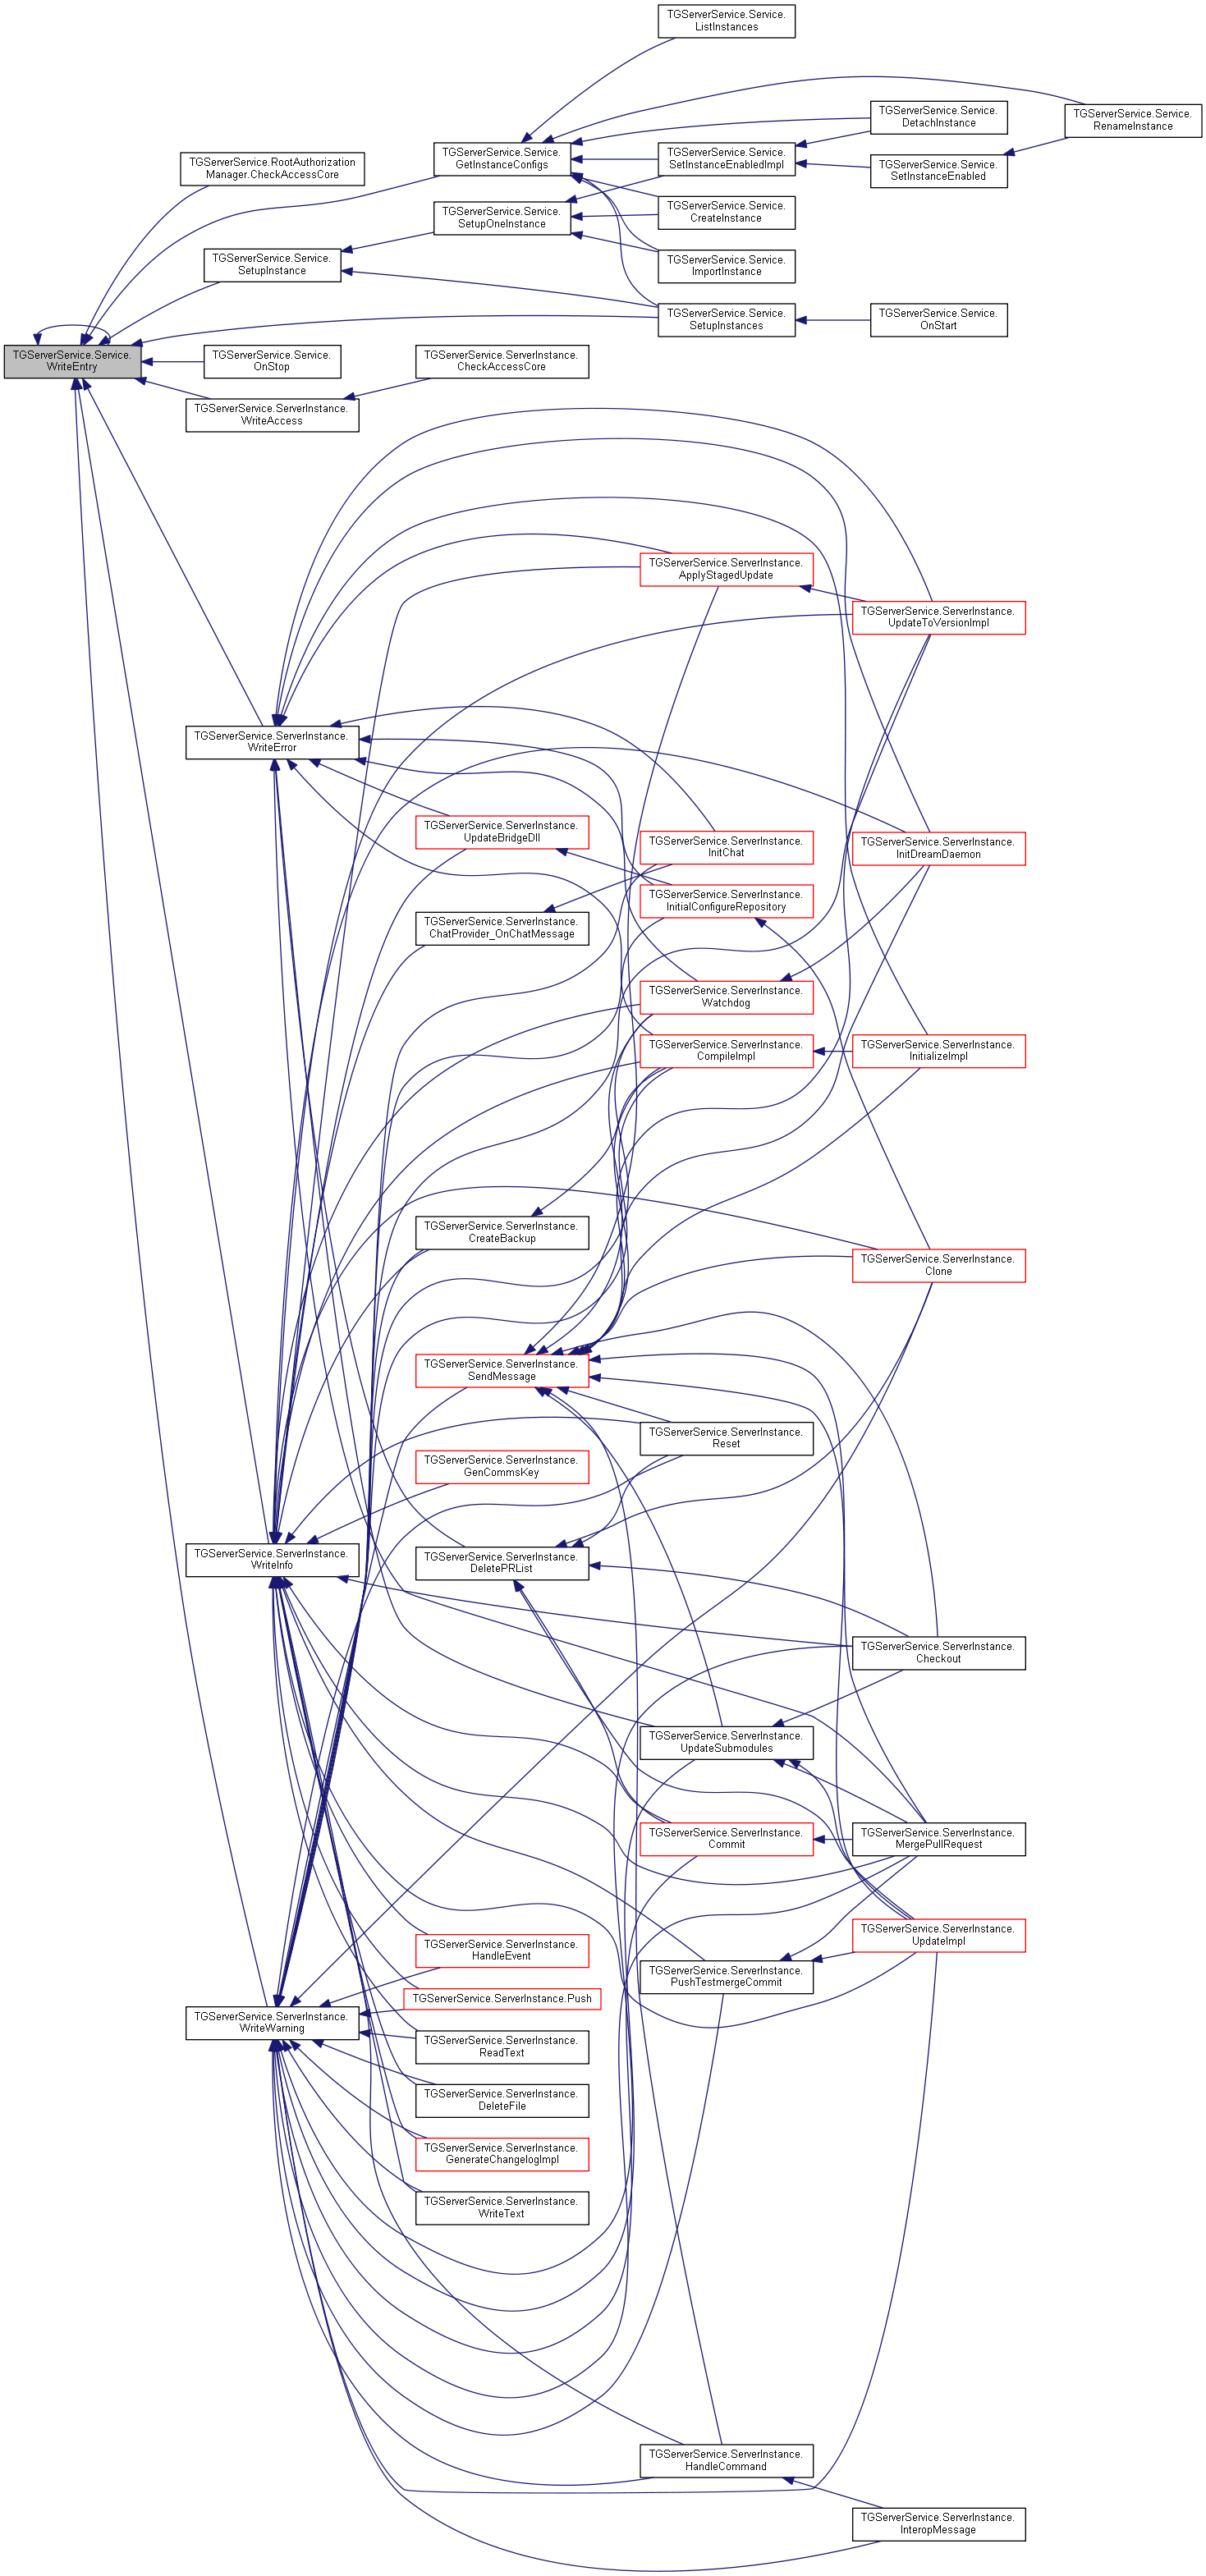 TGServerService.Service.
ListInstances
TGServerService.Service.
DetachInstance
TGServerService.Service.
RenameInstance
TGServerService.RootAuthorization
Manager.CheckAccessCore
TGServerService.Service.
GetInstanceConfigs
TGServerService.Service.
SetInstanceEnabledImpl
TGServerService.Service.
SetInstanceEnabled
TGServerService.Service.
SetupOneInstance
TGServerService.Service.
CreateInstance
TGServerService.Service.
SetupInstance
TGServerService.Service.
ImportInstance
TGServerService.Service.
SetupInstances
TGServerService.Service.
OnStart
TGServerService.Service.
WriteEntry
TGServerService.Service.
OnStop
TGServerService.ServerInstance.
CheckAccessCore
TGServerService.ServerInstance.
WriteAccess
TGServerService.ServerInstance.
ApplyStagedUpdate
TGServerService.ServerInstance.
UpdateToVersionImpl
TGServerService.ServerInstance.
WriteError
TGServerService.ServerInstance.
UpdateBridgeDll
TGServerService.ServerInstance.
InitChat
TGServerService.ServerInstance.
InitDreamDaemon
TGServerService.ServerInstance.
InitialConfigureRepository
TGServerService.ServerInstance.
ChatProvider_OnChatMessage
TGServerService.ServerInstance.
Watchdog
TGServerService.ServerInstance.
CompileImpl
TGServerService.ServerInstance.
InitializeImpl
TGServerService.ServerInstance.
CreateBackup
TGServerService.ServerInstance.
Clone
TGServerService.ServerInstance.
SendMessage
TGServerService.ServerInstance.
Reset
TGServerService.ServerInstance.
GenCommsKey
TGServerService.ServerInstance.
WriteInfo
TGServerService.ServerInstance.
DeletePRList
TGServerService.ServerInstance.
Checkout
TGServerService.ServerInstance.
UpdateSubmodules
TGServerService.ServerInstance.
Commit
TGServerService.ServerInstance.
MergePullRequest
TGServerService.ServerInstance.
HandleEvent
TGServerService.ServerInstance.
UpdateImpl
TGServerService.ServerInstance.
PushTestmergeCommit
TGServerService.ServerInstance.Push
TGServerService.ServerInstance.
WriteWarning
TGServerService.ServerInstance.
ReadText
TGServerService.ServerInstance.
DeleteFile
TGServerService.ServerInstance.
GenerateChangelogImpl
TGServerService.ServerInstance.
WriteText
TGServerService.ServerInstance.
HandleCommand
TGServerService.ServerInstance.
InteropMessage